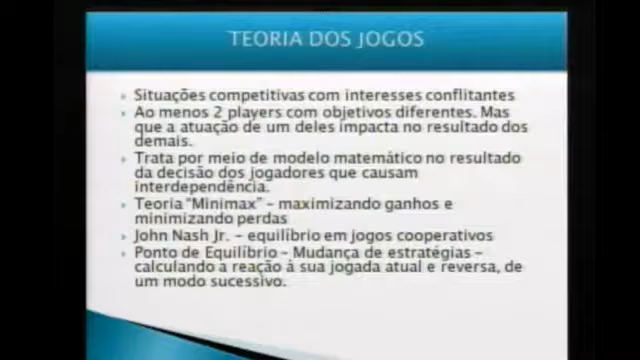 TEORIA DOS JOGOS
Situações competitivas com interesses conflitantes
Ao menos 2 players com objetivos diferentes. Mas
que a atuação de um deles impacta no resultado dos
demais.
Trata por meio de modelo matemático no resultado
da decisão dos jogadores que causam
interdependência.
Teoria "Minimax" – maximizando ganhos e
minimizando perdas
John Nash Jr. – equilíbrio em jogos cooperativos
Ponto de Equilíbrio – Mudança de estratégias –
calculando a reação á sua jogada atual e reversa, de
um modo sucessivo.